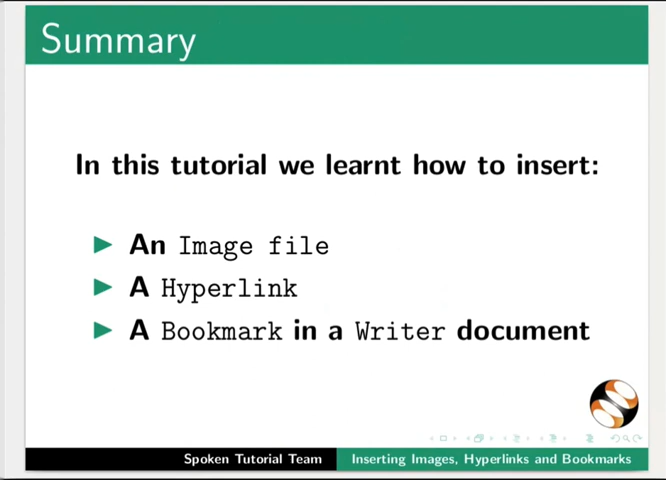 Summary
In this tutorial we learnt how to insert:
An Image file
A Hyperlink
A Bookmark in a Writer document
Spoken Tutorial Team
Inserting Images, Hyperlinks and Bookmarks